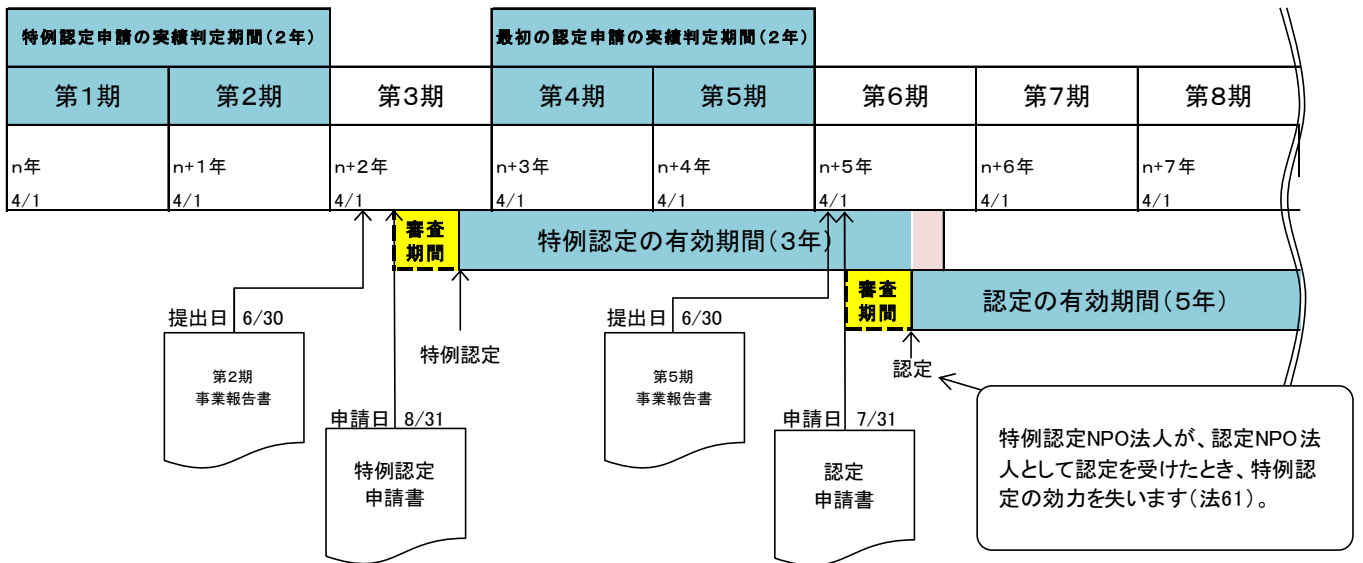 特例認定申請の実績判定期間(2年)
最初の認定申請の実績判定期間(2年)
第1期
第2期
第3期
第4期
第5期
第6期
第7期
第8期
n年
n+1年
n+2年
n+3年
n+4年
n+5年
n+6年
n+7年
4/1
4/1
4/1
4/1
4/1
4/1
4/1
4/1
審査
期間
特例認定の有効期間(3年)
審査
期間
認定の有効期間(5年)
提出日 6/30
特例認定
提出日 6/30
認定
第2期
事業報告書
第5期
事業報告書
申請日 8/31
申請日 7/31
特例認定
申請書
認定
申請書
特例認定NPO法人が、認定NPO法
人として認定を受けたとき、特例認
定の効力を失います(法61)。